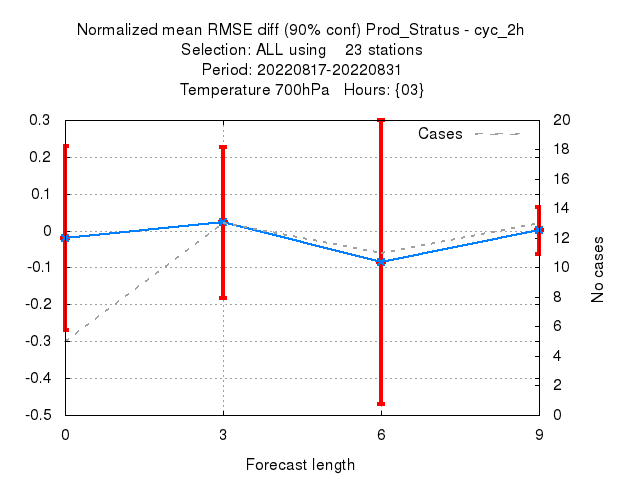 Normalized mean RMSE diff (90% conf) Prod_Stratus - cyc_2h
Selection: ALL using    23 stations
Period: 20220817-20220831
Temperature 700hPa   Hours: {03}
Cases
0.3
0.2
0.1
0
-0.1
-0.2
-0.3
-0.4
-0.5
20
18
16
14
12
10
8
6
4
2
0
No cases
0 3 6 9
Forecast length